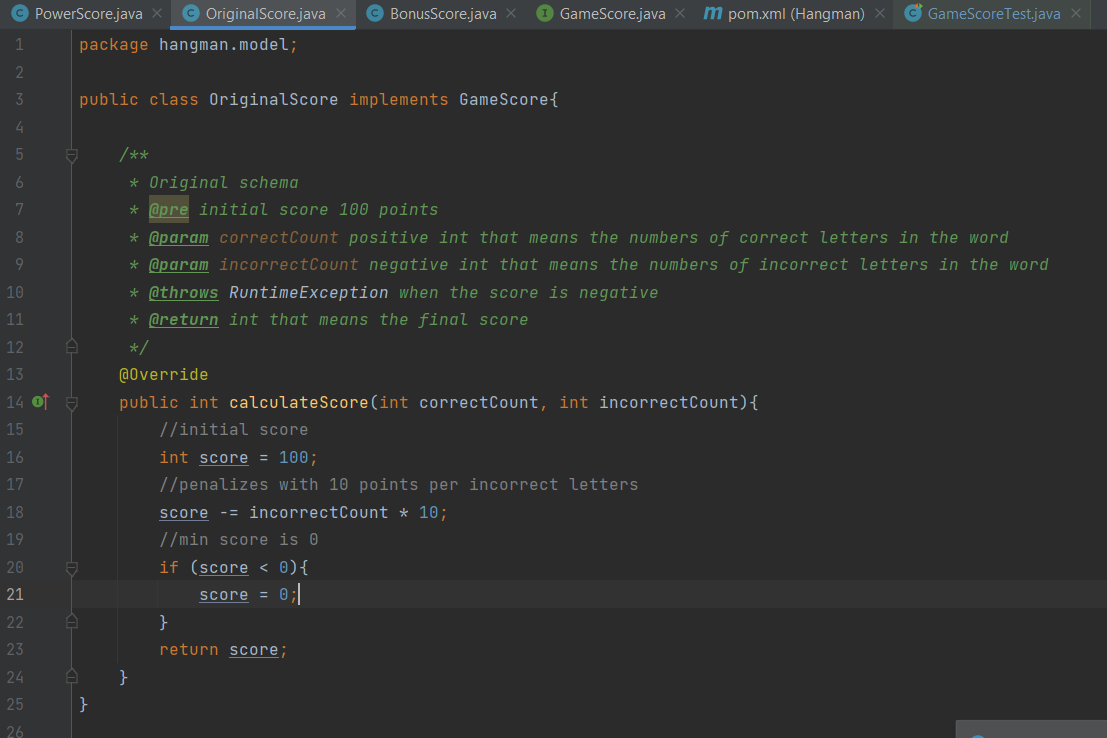 PowerScore.java OriginalScore.java BonusScore.java GameScore.java pom.xml (Hangman) GameScoreTest.java
1 package hangman.model;
2
3 public class OriginalScore implements GameScore{
4
5 /**
6 * Original schema
7 * @pre initial score 100 points
8 * @param correctCount positive int that means the numbers of correct letters in the word
9 * @param incorrectCount negative int that means the numbers of incorrect letters in the word
10 * @throws RuntimeException when the score is negative
11 * @return int that means the final score
12 */
13 @Override
14 public int calculateScore(int correctCount, int incorrectCount){
15 //initial score
16 int score = 100;
17 //penalizes with 10 points per incorrect letters
18 score -= incorrectCount * 10;
19 //min score is 0
20 if (score < 0){
21 score = 0;
22 }
23 return score;
24 }
25 }
26